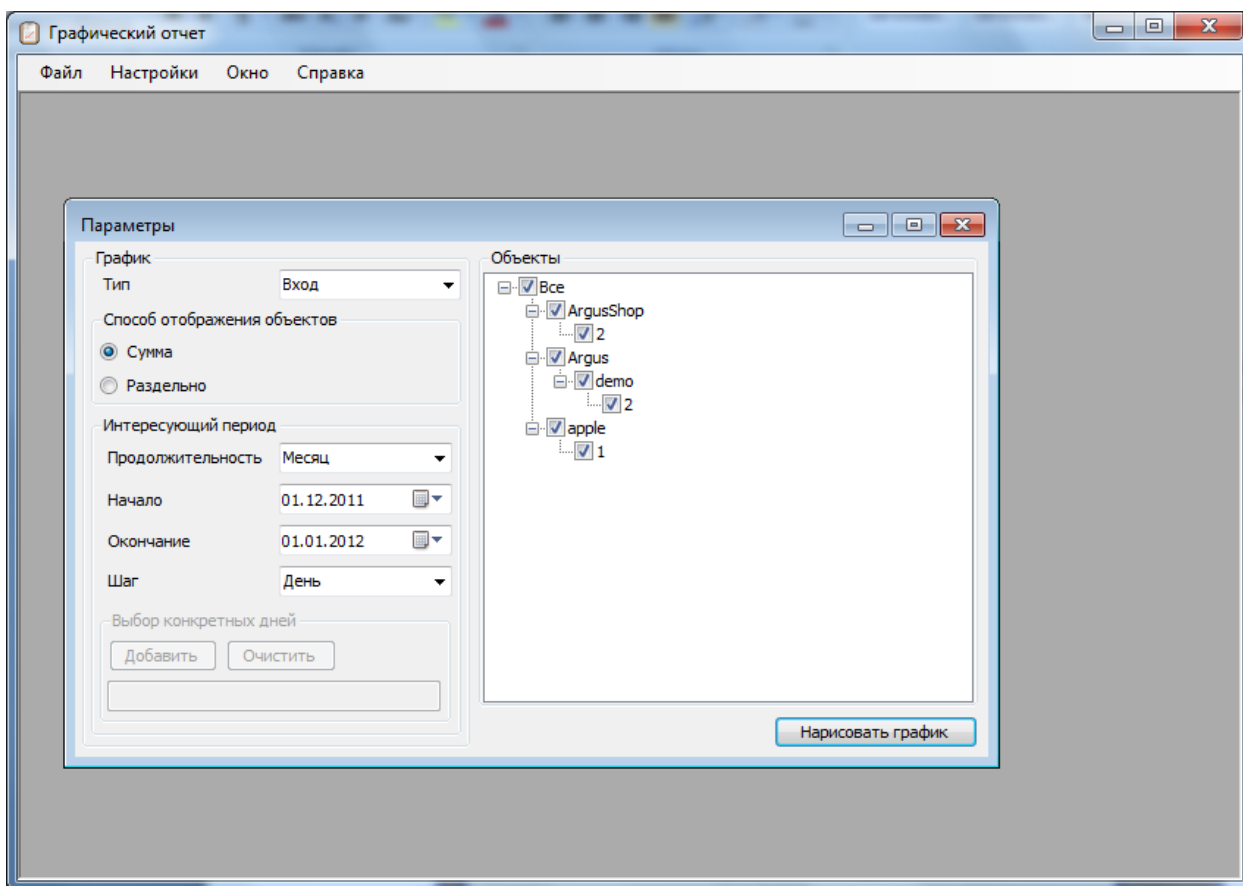 Графический отчет
Файл Настройки Окно Справка
Параметры
График
Тип Вход
Способ отображения объектов
Сумма
Раздельно
Интересующий период
Продолжительность Месяц
Начало 01.12.2011
Окончание 01.01.2012
Шаг День
Выбор конкретных дней
Добавить Очистить
Объекты
Все
ArgusShop
2
Argus
demo
2
apple
1
Нарисовать график